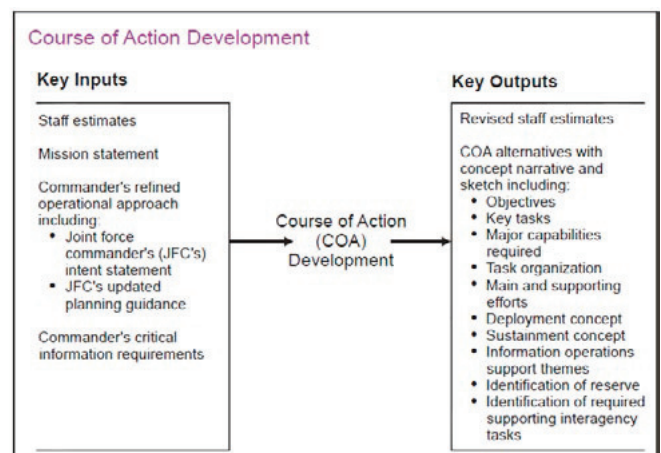 Course of Action Development
Key Inputs
Staff estimates
Mission statement
Commander's refined
operational approach
including:
• Joint force
commander's (JFC's)
intent statement
• JFC's updated
planning guidance
Commander's critical
information requirements
Course of Action
(COA)
Development
Key Outputs
Revised staff estimates
COA alternatives with
concept narrative and
sketch including:
• Objectives
• Key tasks
• Major capabilities
required
• Task organization
• Main and supporting
efforts
• Deployment concept
• Sustainment concept
• Information operations
support themes
• Identification of reserve
• Identification of required
supporting interagency
tasks